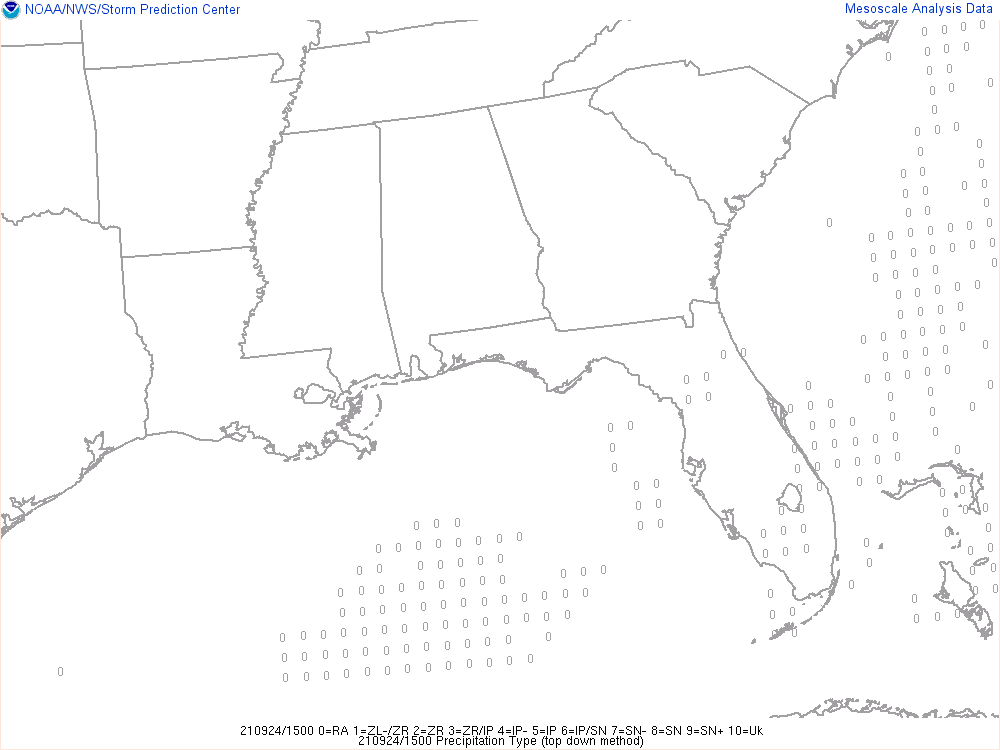 NOAA/NWS/Storm Prediction Center
Mesoscale Analysis Data
210924/1500 0=RA 1=ZL-/ZR 2=ZR 3=ZR/IP 4=IP- 5=IP 6=IP/SN 7=SN- 8=SN 9=SN+ 10=Uk
210924/1500 Precipitation Type (top down method)